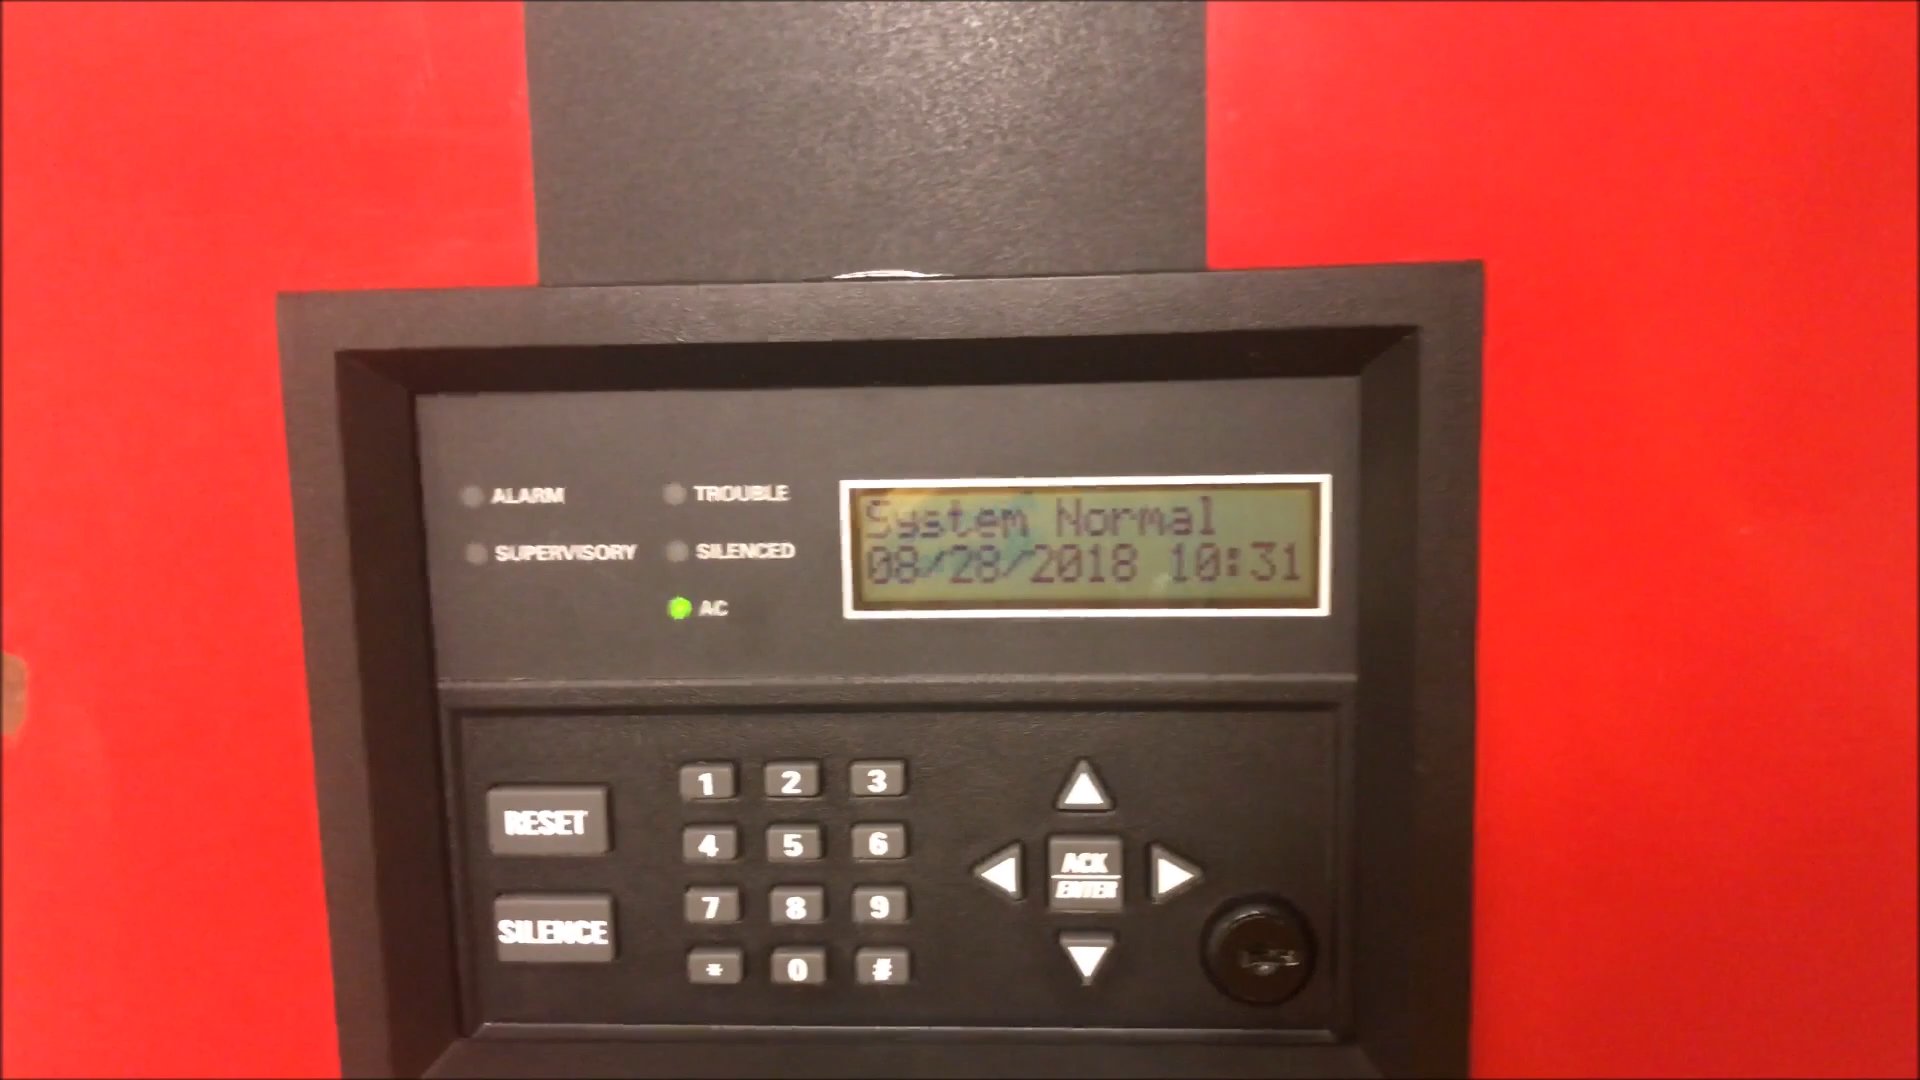 ALARM
TROUBLE
SUPERVISORY
SILENCED
AC
System Normal
08/28/2018 10:31
RESET
SILENCE
1 2 3
4 5 6
7 8 9
* 0 #
ACK
ENTER